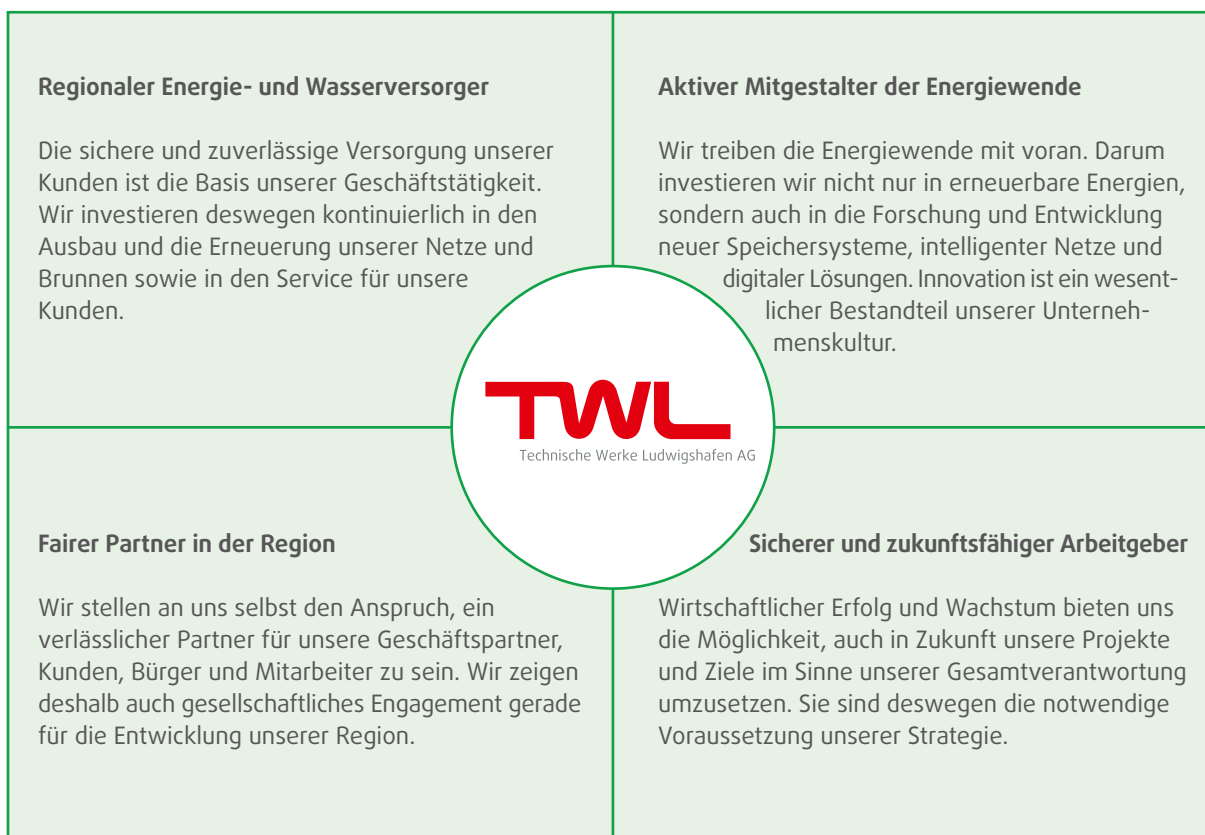 Regionaler Energie- und Wasserversorger
Die sichere und zuverlässige Versorgung unserer
Kunden ist die Basis unserer Geschäftstätigkeit.
Wir investieren deswegen kontinuierlich in den
Ausbau und die Erneuerung unserer Netze und
Brunnen sowie in den Service für unsere
Kunden.
Aktiver Mitgestalter der Energiewende
Wir treiben die Energiewende mit voran. Darum
investieren wir nicht nur in erneuerbare Energien,
sondern auch in die Forschung und Entwicklung
neuer Speichersysteme, intelligenter Netze und
digitaler Lösungen. Innovation ist ein wesent-
licher Bestandteil unserer Unterneh-
menskultur.
TWL
Technische Werke Ludwigshafen AG
Fairer Partner in der Region
Wir stellen an uns selbst den Anspruch, ein
verlässlicher Partner für unsere Geschäftspartner,
Kunden, Bürger und Mitarbeiter zu sein. Wir zeigen
deshalb auch gesellschaftliches Engagement gerade
für die Entwicklung unserer Region.
Sicherer und zukunftsfähiger Arbeitgeber
Wirtschaftlicher Erfolg und Wachstum bieten uns
die Möglichkeit, auch in Zukunft unsere Projekte
und Ziele im Sinne unserer Gesamtverantwortung
umzusetzen. Sie sind deswegen die notwendige
Voraussetzung unserer Strategie.